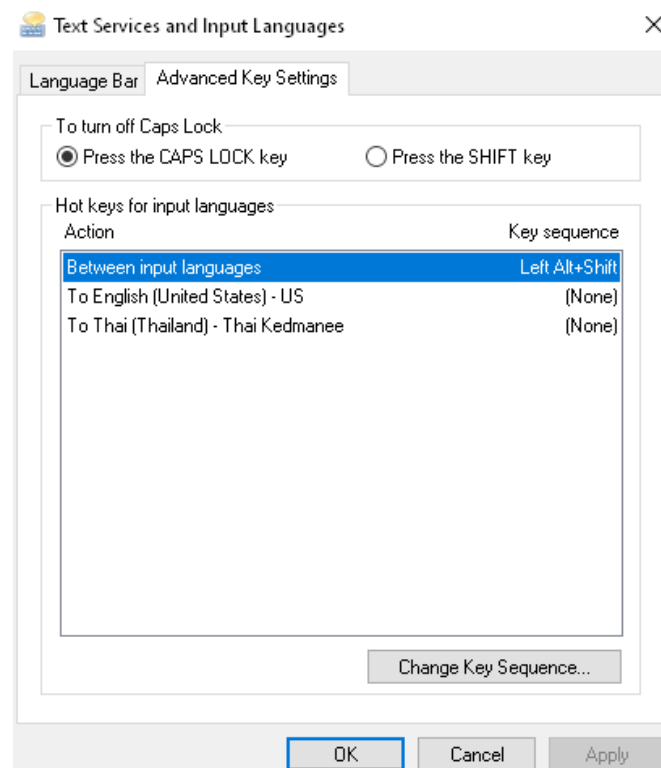 Text Services and Input Languages
Language Bar Advanced Key Settings
To turn off Caps Lock
Press the CAPS LOCK key Press the SHIFT key
Hot keys for input languages
Action Key sequence
Between input languages Left Alt+Shift
To English (United States) - US (None)
To Thai (Thailand) - Thai Kedmanee (None)
Change Key Sequence...
OK Cancel Apply